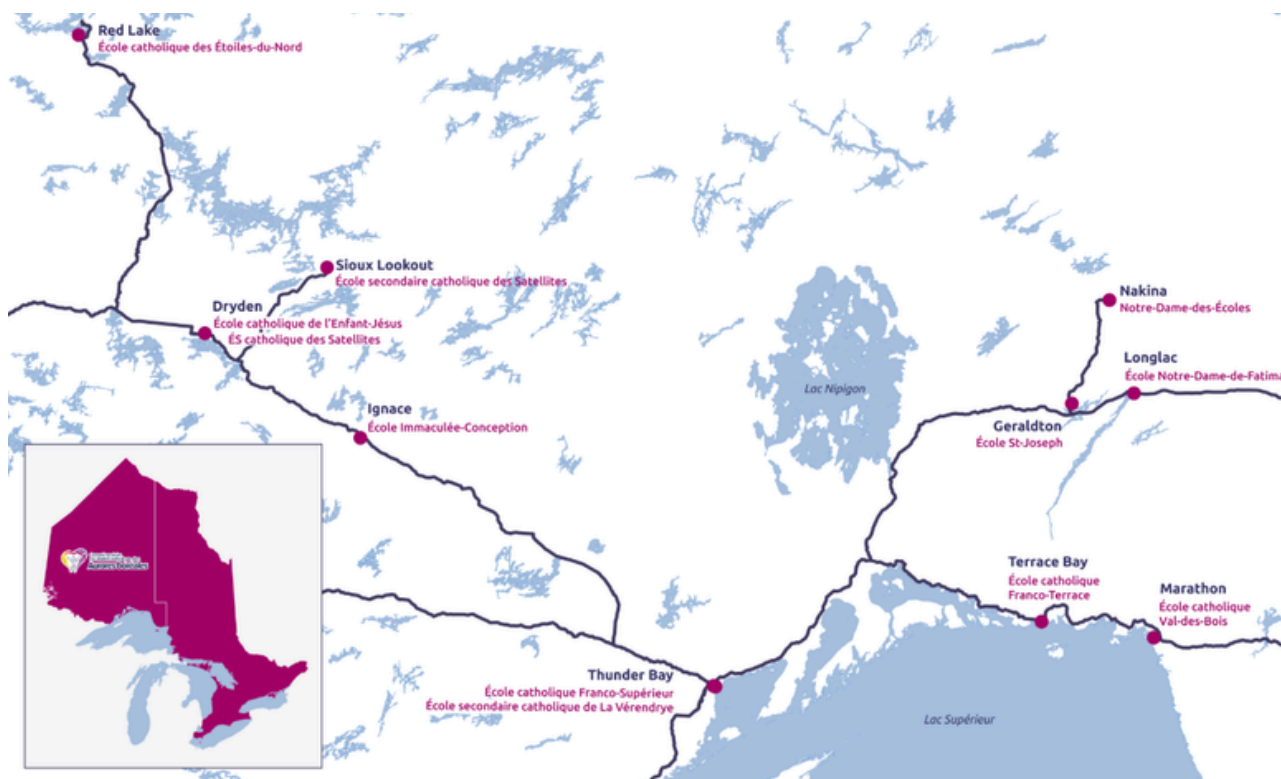 Red Lake
École catholique des Étoiles-du-Nord
Sioux Lookout
École secondaire catholique des Satellites
Dryden
École catholique de l'Enfant-Jésus
ÉS catholique des Satellites
Nakina
Notre-Dame-des-Écoles
Longlac
École Notre-Dame-de-Fatima
Lac Nipigon
Ignace
École Immaculée-Conception
Geraldton
École St-Joseph
Terrace Bay
École catholique
Franco-Terrace
Marathon
École catholique
Val-des-Bois
Thunder Bay
École catholique Franco-Supérieur
École secondaire catholique de La Vérendrye
Lac Supérieur
Aurores boréales